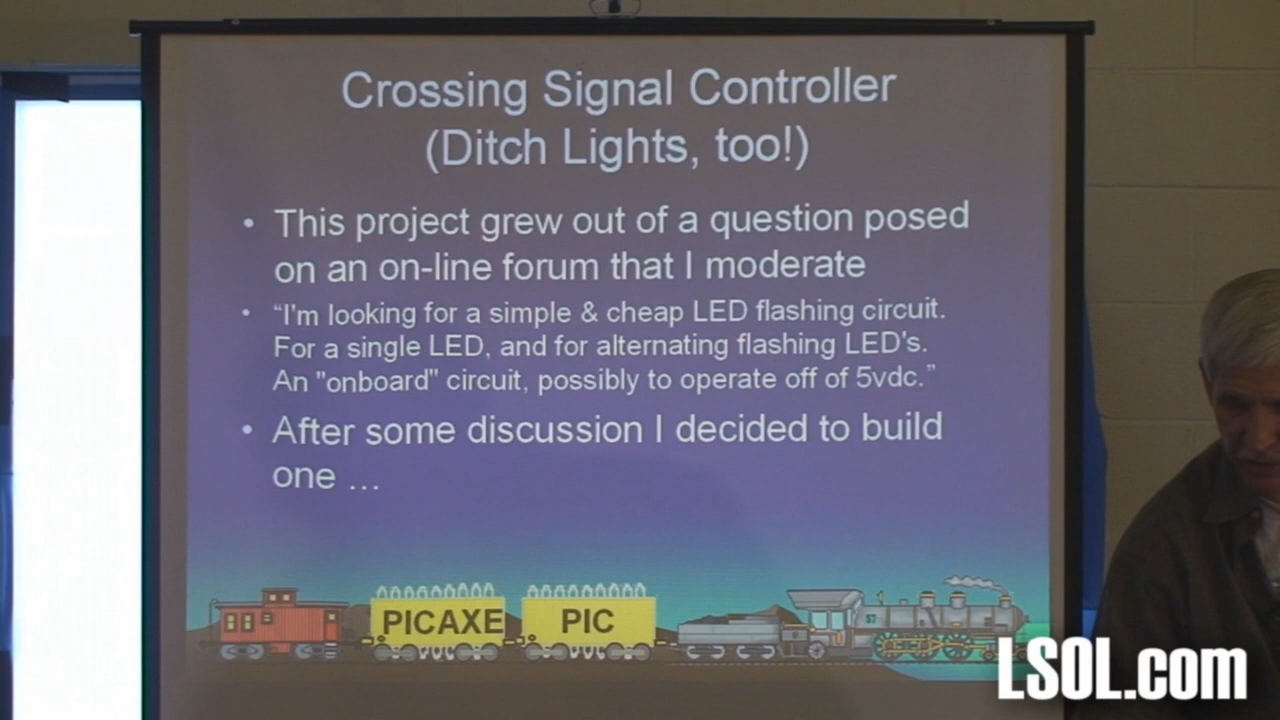 Crossing Signal Controller
(Ditch Lights, too!)
• This project grew out of a question posed
on an on-line forum that I moderate
• “I'm looking for a simple & cheap LED flashing circuit.
For a single LED, and for alternating flashing LED's.
An "onboard" circuit, possibly to operate off of 5vdc.”
• After some discussion I decided to build
one ...
PICAXE PIC 57
LSOL.com